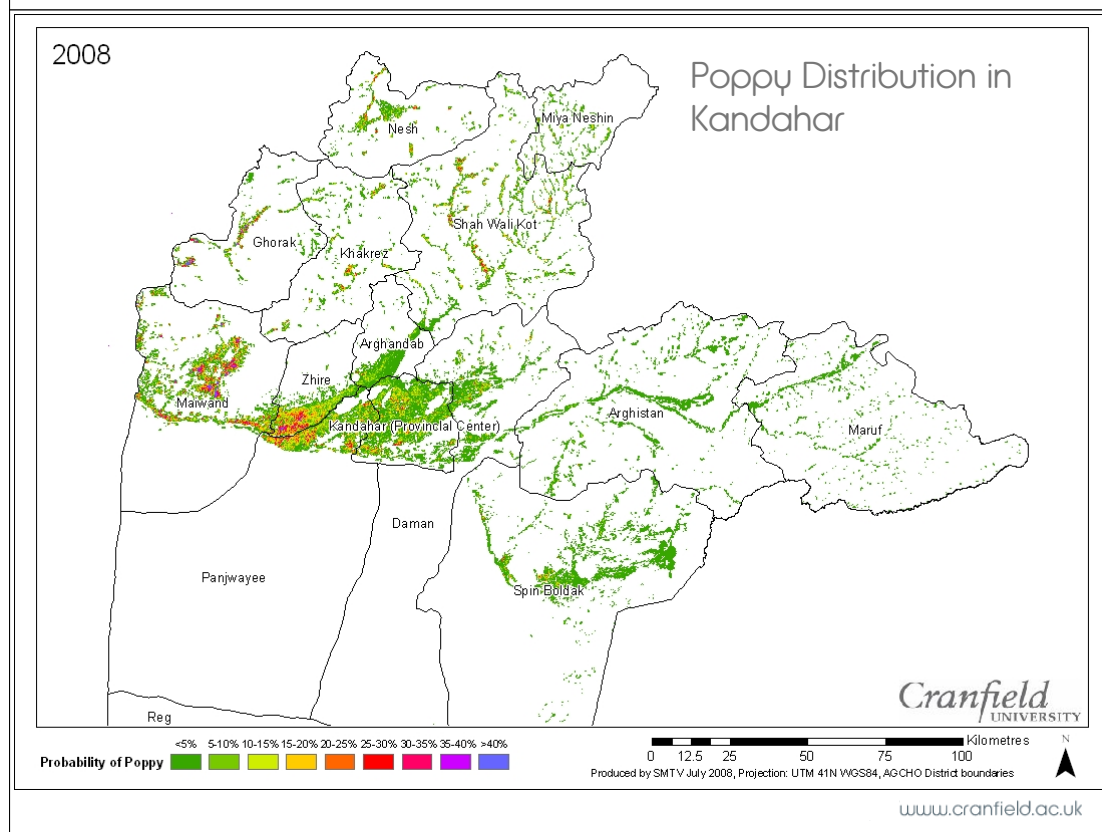 2008
Poppy Distribution in
Kandahar
Nesh
Miya Neshin
Shah Wali Kot
Ghorak
Khakrez
Arghandab
Zhire
Maiwand
Kandahar (Provincial Center)
Arghistan
Maruf
Daman
Panjwayee
Spin Boldak
Reg
Cranfield
UNIVERSITY
<5% 5-10% 10-15% 15-20% 20-25% 25-30% 30-35% 35-40% >40%
Probability of Poppy
Kilometres
0 12.5 25 50 75 100
N
Produced by SMTV July 2008, Projection: UTM 41N WGS84, AGCHO District boundaries
www.cranfield.ac.uk